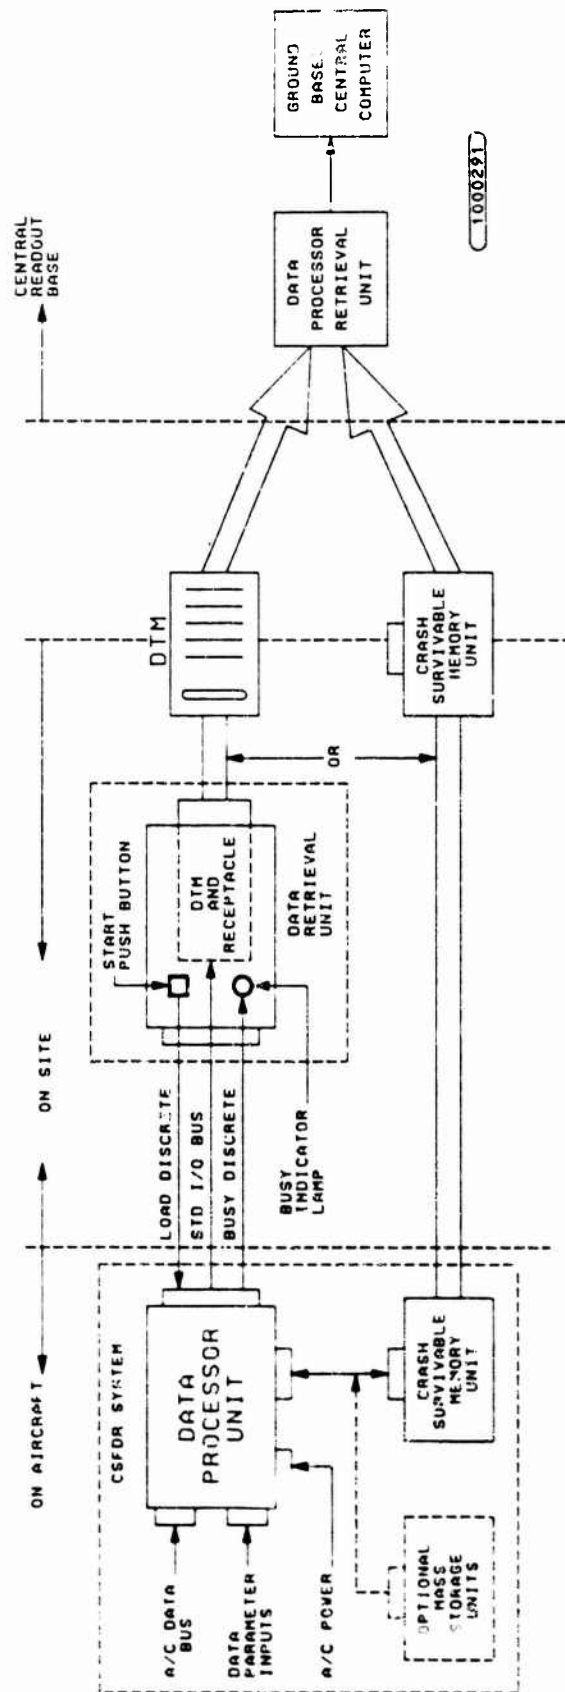 ON AIRCRAFT
ON SITE
CENTRAL
READOUT
BASE
CSFDR SYSTEM
A/C DATA
BUS
DATA
PARAMETER
INPUTS
A/C POWER
DATA
PROCESSOR
UNIT
OPTIONAL
MASS
STORAGE
UNITS
CRASH
SURVIVABLE
MEMORY
UNIT
LOAD DISCRETE
STD I/O BUS
BUSY DISCRETE
BUSY
INDICATOR
LAMP
START
PUSH BUTTON
DTM
AND
RECEPTACLE
DATA
RETRIEVAL
UNIT
OR
DTM
CRASH
SURVIVABLE
MEMORY
UNIT
DATA
PROCESSOR
RETRIEVAL
UNIT
GROUND
BASE
CENTRAL
COMPUTER
1000291